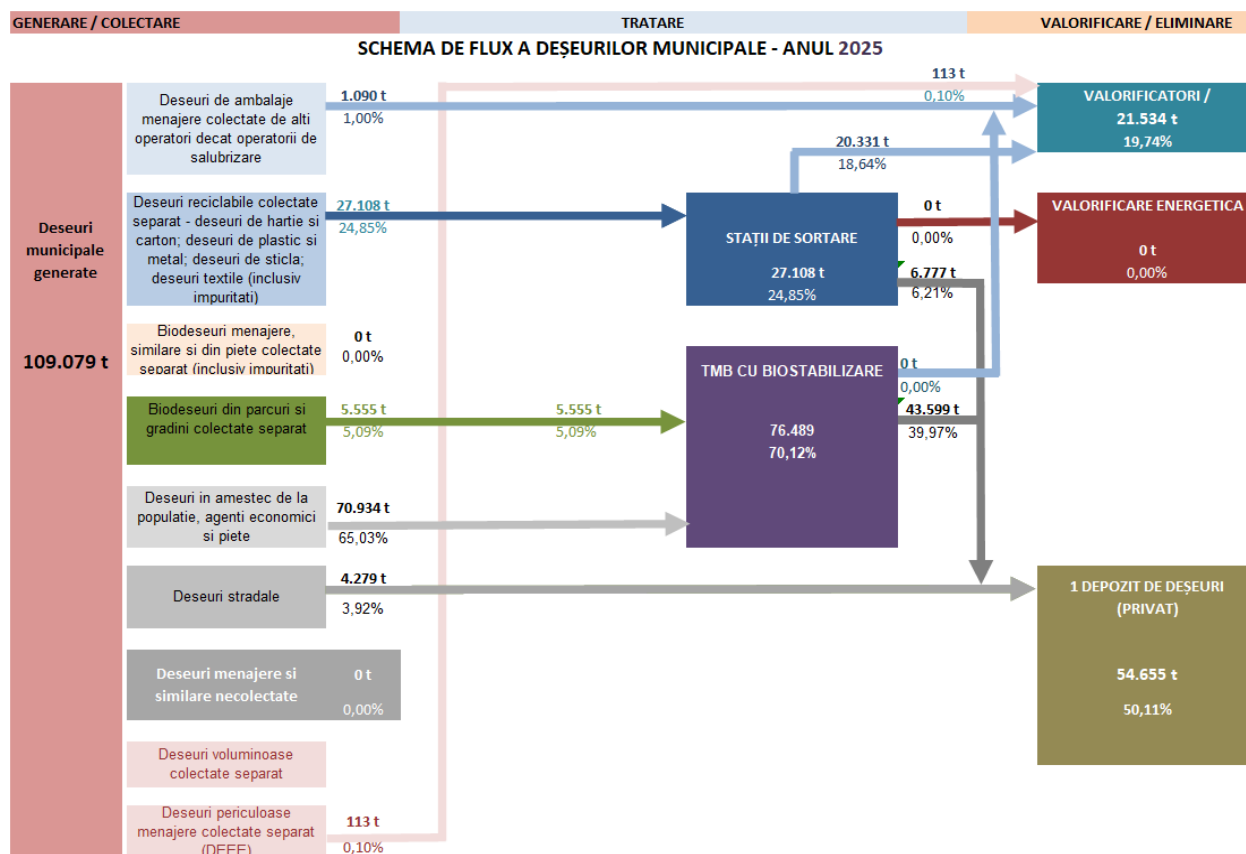 GENERARE / COLECTARE
TRATARE
VALORIFICARE / ELIMINARE
SCHEMA DE FLUX A DEȘEURILOR MUNICIPALE - ANUL 2025
Deseuri
municipale
generate
109.079 t
Deseuri de ambalaje
menajere colectate de alti
operatori decat operatorii de
salubrizare
1.090 t
1,00%
113 t
0,10%
VALORIFICATORI /
21.534 t
19,74%
20.331 t
18,64%
Deseuri reciclabile colectate
separat - deseuri de hartie si
carton; deseuri de plastic si
metal; deseuri de sticla;
deseuri textile (inclusiv
impuritati)
27.108 t
24,85%
STAȚII DE SORTARE
27.108 t
24,85%
0 t
0,00%
6.777 t
6,21%
VALORIFICARE ENERGETICA
0 t
0,00%
Biodeseuri menajere,
similare si din piete colectate
separat (inclusiv impuritati)
0 t
0,00%
TMB CU BIOSTABILIZARE
76.489
70,12%
0 t
0,00%
43.599 t
39,97%
Biodeseuri din parcuri si
gradini colectate separat
5.555 t
5,09%
5.555 t
5,09%
Deseuri in amestec de la
populatie, agenti economici
si piete
70.934 t
65,03%
Deseuri stradale
4.279 t
3,92%
1 DEPOZIT DE DEȘEURI
(PRIVAT)
54.655 t
50,11%
Deseuri menajere si
similare necolectate
0 t
0,00%
Deseuri voluminoase
colectate separat
Deseuri periculoase
menajere colectate separat
(DEEE)
113 t
0,10%